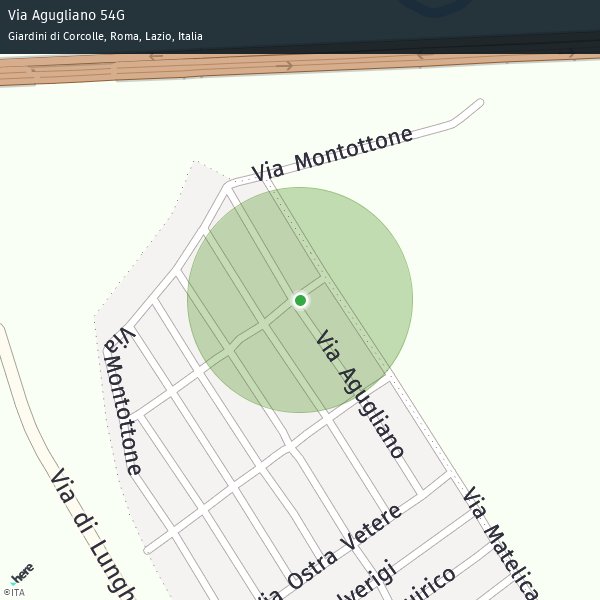 Via Agugliano 54G
Giardini di Corcolle, Roma, Lazio, Italia
Via Montottone
Via Montottone
Via Agugliano
Via di Lungh
Via Matelica
Ostra Vetere
here
©ITA